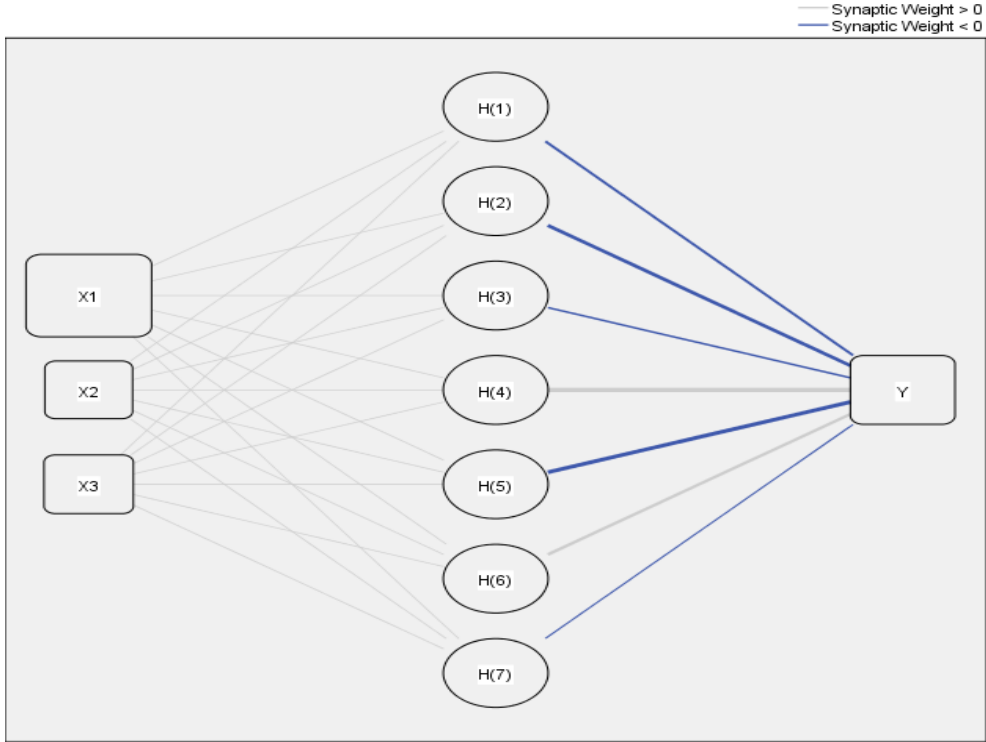 Synaptic Weight > 0
Synaptic Weight < 0
H(1)
H(2)
X1
H(3)
X2
H(4)
Y
X3
H(5)
H(6)
H(7)